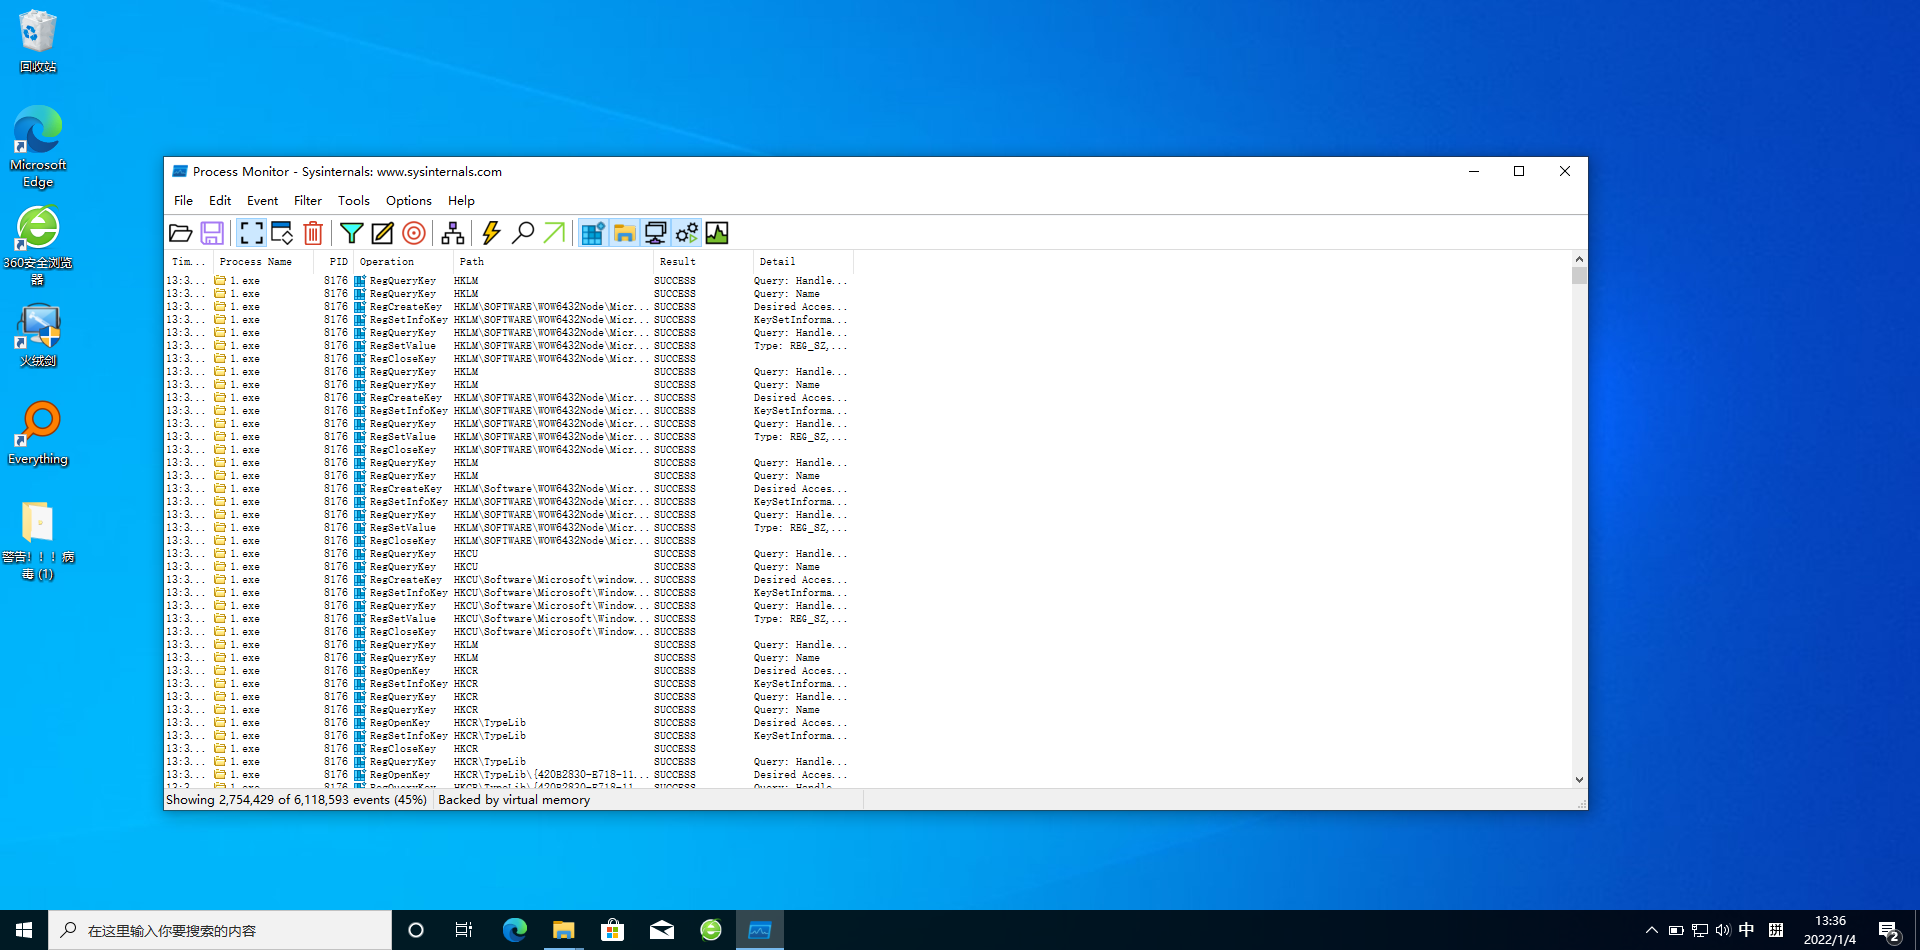 回收站
Microsoft
Edge
360安全浏览
器
火绒剑
Everything
警告！！！病
毒 (1)
Process Monitor - Sysinternals: www.sysinternals.com
File Edit Event Filter Tools Options Help
Tim... Process Name PID Operation Path Result Detail
13:3... 1.exe 8176 RegQueryKey HKLM SUCCESS Query: Handle...
13:3... 1.exe 8176 RegQueryKey HKLM SUCCESS Query: Name
13:3... 1.exe 8176 RegCreateKey HKLM\SOFTWARE\WOW6432Node\Micr... SUCCESS Desired Acces...
13:3... 1.exe 8176 RegSetInfoKey HKLM\SOFTWARE\WOW6432Node\Micr... SUCCESS KeySetInforma...
13:3... 1.exe 8176 RegQueryKey HKLM\SOFTWARE\WOW6432Node\Micr... SUCCESS Query: Handle...
13:3... 1.exe 8176 RegSetValue HKLM\SOFTWARE\WOW6432Node\Micr... SUCCESS Type: REG_SZ,...
13:3... 1.exe 8176 RegCloseKey HKLM\SOFTWARE\WOW6432Node\Micr... SUCCESS
13:3... 1.exe 8176 RegQueryKey HKLM SUCCESS Query: Handle...
13:3... 1.exe 8176 RegQueryKey HKLM SUCCESS Query: Name
13:3... 1.exe 8176 RegCreateKey HKLM\SOFTWARE\WOW6432Node\Micr... SUCCESS Desired Acces...
13:3... 1.exe 8176 RegSetInfoKey HKLM\SOFTWARE\WOW6432Node\Micr... SUCCESS KeySetInforma...
13:3... 1.exe 8176 RegQueryKey HKLM\SOFTWARE\WOW6432Node\Micr... SUCCESS Query: Handle...
13:3... 1.exe 8176 RegSetValue HKLM\SOFTWARE\WOW6432Node\Micr... SUCCESS Type: REG_SZ,...
13:3... 1.exe 8176 RegCloseKey HKLM\SOFTWARE\WOW6432Node\Micr... SUCCESS
13:3... 1.exe 8176 RegQueryKey HKLM SUCCESS Query: Handle...
13:3... 1.exe 8176 RegQueryKey HKLM SUCCESS Query: Name
13:3... 1.exe 8176 RegCreateKey HKLM\Software\WOW6432Node\Micr... SUCCESS Desired Acces...
13:3... 1.exe 8176 RegSetInfoKey HKLM\SOFTWARE\WOW6432Node\Micr... SUCCESS KeySetInforma...
13:3... 1.exe 8176 RegQueryKey HKLM\SOFTWARE\WOW6432Node\Micr... SUCCESS Query: Handle...
13:3... 1.exe 8176 RegSetValue HKLM\SOFTWARE\WOW6432Node\Micr... SUCCESS Type: REG_SZ,...
13:3... 1.exe 8176 RegCloseKey HKLM\SOFTWARE\WOW6432Node\Micr... SUCCESS
13:3... 1.exe 8176 RegQueryKey HKCU SUCCESS Query: Handle...
13:3... 1.exe 8176 RegQueryKey HKCU SUCCESS Query: Name
13:3... 1.exe 8176 RegCreateKey HKCU\Software\Microsoft\window... SUCCESS Desired Acces...
13:3... 1.exe 8176 RegSetInfoKey HKCU\Software\Microsoft\Window... SUCCESS KeySetInforma...
13:3... 1.exe 8176 RegQueryKey HKCU\Software\Microsoft\Window... SUCCESS Query: Handle...
13:3... 1.exe 8176 RegSetValue HKCU\Software\Microsoft\Window... SUCCESS Type: REG_SZ,...
13:3... 1.exe 8176 RegCloseKey HKCU\Software\Microsoft\Window... SUCCESS
13:3... 1.exe 8176 RegQueryKey HKLM SUCCESS Query: Handle...
13:3... 1.exe 8176 RegQueryKey HKLM SUCCESS Query: Name
13:3... 1.exe 8176 RegOpenKey HKCR SUCCESS Desired Acces...
13:3... 1.exe 8176 RegSetInfoKey HKCR SUCCESS KeySetInforma...
13:3... 1.exe 8176 RegQueryKey HKCR SUCCESS Query: Handle...
13:3... 1.exe 8176 RegQueryKey HKCR SUCCESS Query: Name
13:3... 1.exe 8176 RegOpenKey HKCR\TypeLib SUCCESS Desired Acces...
13:3... 1.exe 8176 RegSetInfoKey HKCR\TypeLib SUCCESS KeySetInforma...
13:3... 1.exe 8176 RegCloseKey HKCR SUCCESS
13:3... 1.exe 8176 RegQueryKey HKCR\TypeLib SUCCESS Query: Handle...
13:3... 1.exe 8176 RegOpenKey HKCR\TypeLib\{420B2830-E718-11... SUCCESS Desired Acces...
13:3... 1.exe 8176 RegQueryKey HKCR\TypeLib\{420B2830-E718-11... SUCCESS Query: Handle...
Showing 2,754,429 of 6,118,593 events (45%) Backed by virtual memory
在这里输入你要搜索的内容
中 拼
13:36
2022/1/4
2